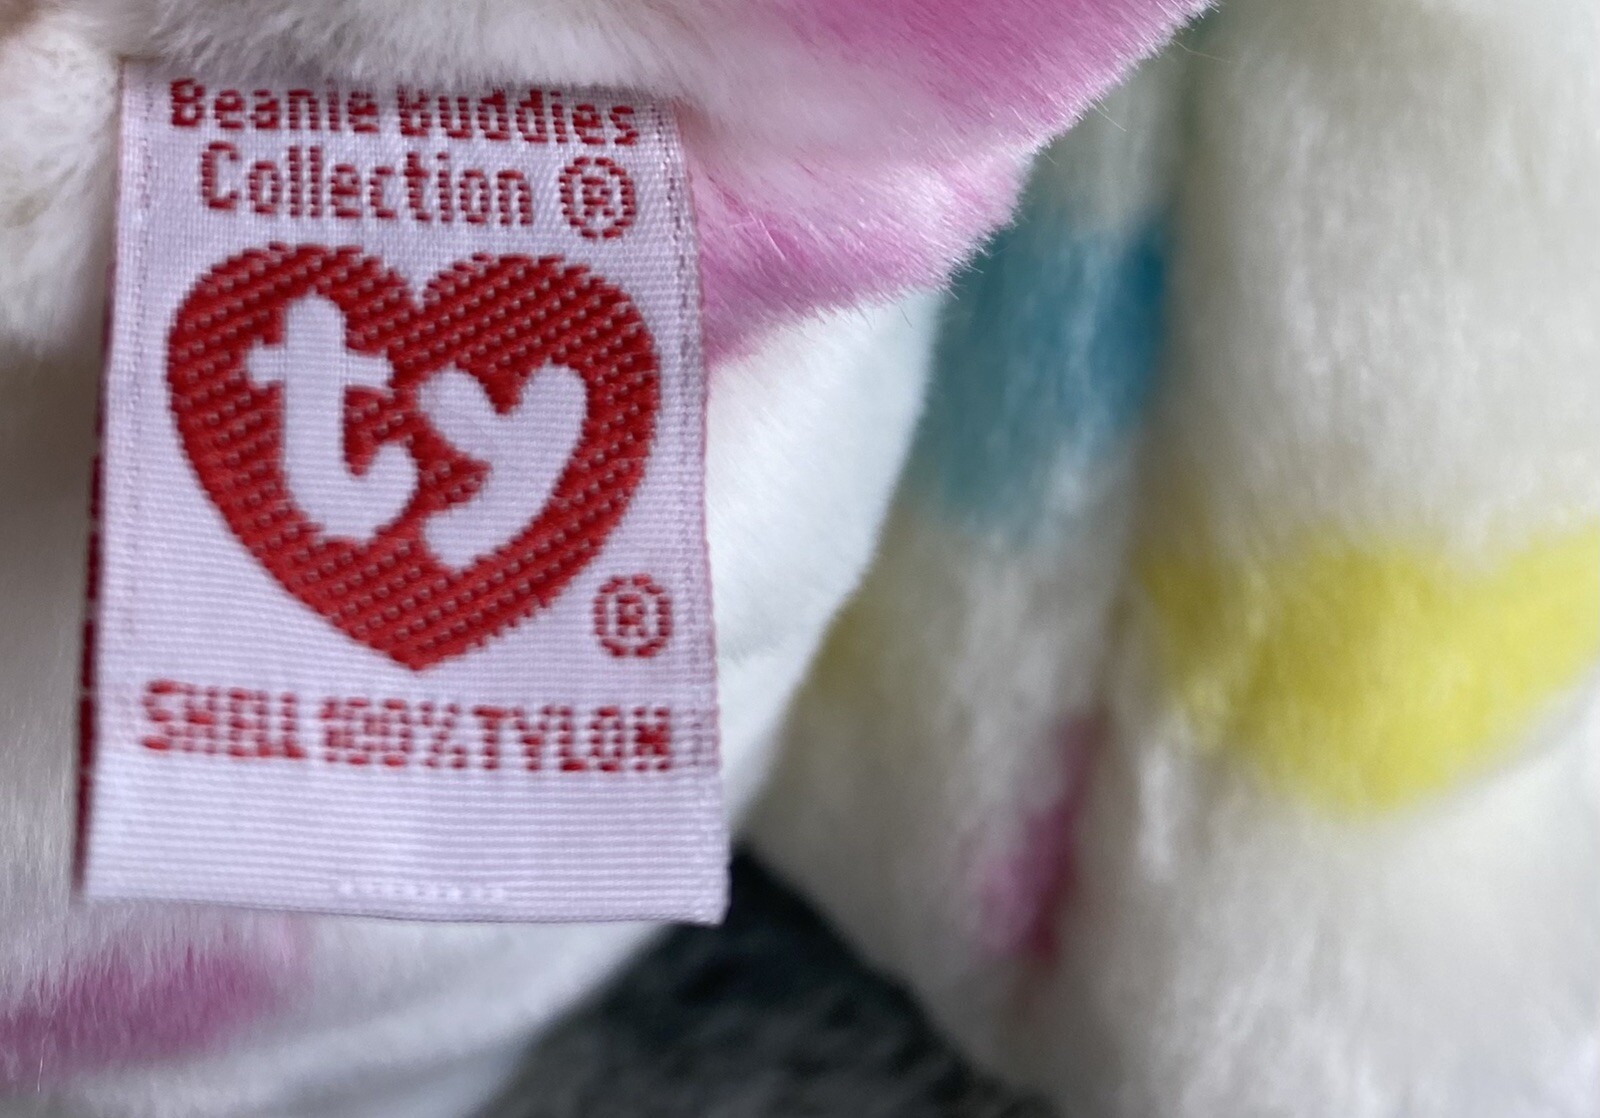 Beanie Buddies
Collection ®
ty
®
SHELL 100% TYLON